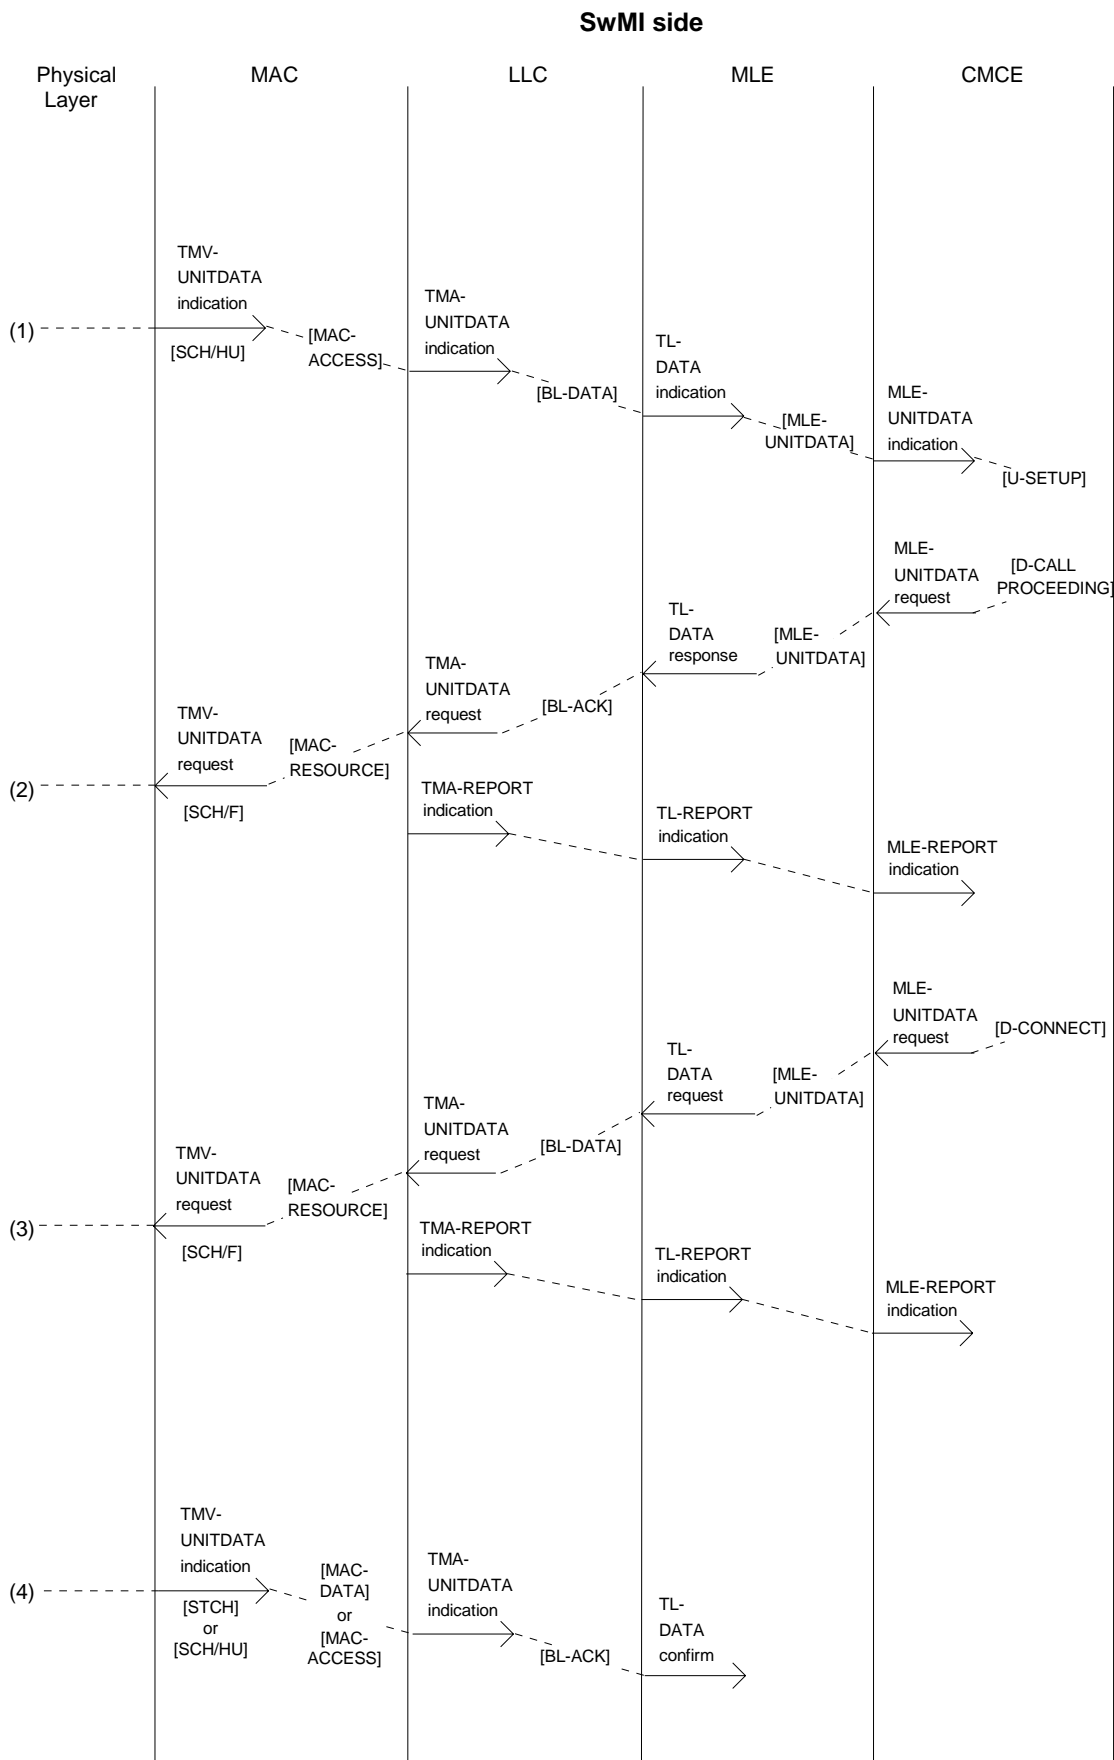 SwMI side
Physical
Layer
MAC
LLC
MLE
CMCE
TMV-
UNITDATA
indication
(1)
[SCH/HU]
[MAC-
ACCESS]
TMA-
UNITDATA
indication
[BL-DATA]
TL-
DATA
indication
[MLE-
UNITDATA]
MLE-
UNITDATA
indication
[U-SETUP]
MLE-
UNITDATA
request
[D-CALL
PROCEEDING]
TL-
DATA
response
[MLE-
UNITDATA]
TMA-
UNITDATA
request
[BL-ACK]
TMV-
UNITDATA
request
[MAC-
RESOURCE]
(2)
[SCH/F]
TMA-REPORT
indication
TL-REPORT
indication
MLE-REPORT
indication
MLE-
UNITDATA
request
[D-CONNECT]
TL-
DATA
request
[MLE-
UNITDATA]
TMA-
UNITDATA
request
[BL-DATA]
TMV-
UNITDATA
request
[MAC-
RESOURCE]
(3)
[SCH/F]
TMA-REPORT
indication
TL-REPORT
indication
MLE-REPORT
indication
TMV-
UNITDATA
indication
(4)
[STCH]
or
[SCH/HU]
[MAC-
DATA]
or
[MAC-
ACCESS]
TMA-
UNITDATA
indication
[BL-ACK]
TL-
DATA
confirm